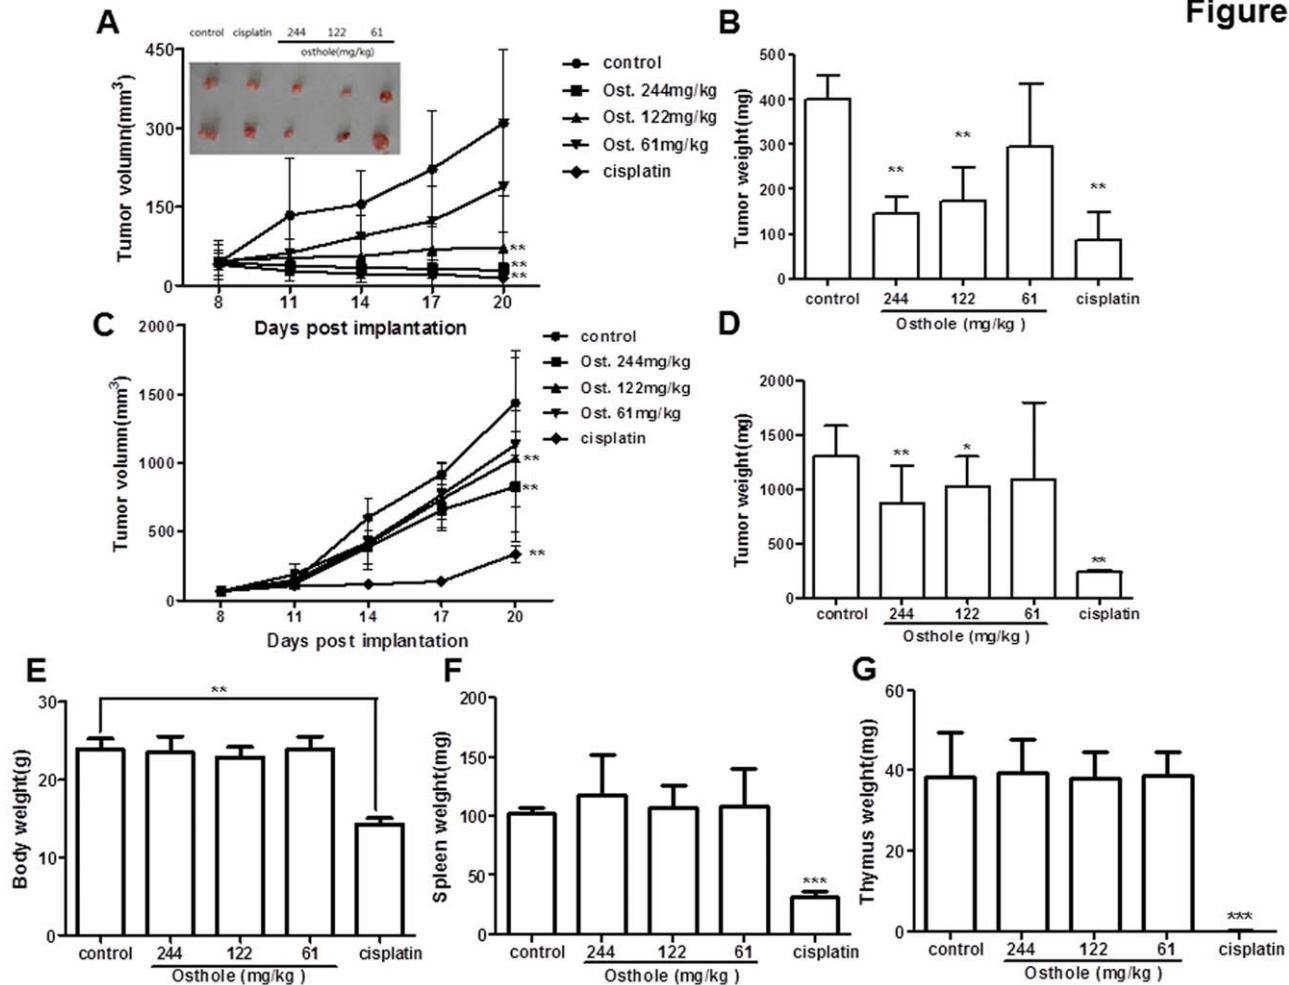 Figure
A
control cisplatin 244 122 61
osthole(mg/kg)
Tumor volumn(mm3)
450
300
150
0
8 11 14 17 20
Days post implantation
control
Ost. 244mg/kg
Ost. 122mg/kg
Ost. 61mg/kg
cisplatin
**
**
**
B
Tumor weight(mg)
500
400
300
200
100
0
** ** **
control 244 122 61 cisplatin
Osthole (mg/kg )
C
Tumor volumn(mm3)
2000
1500
1000
500
0
8 11 14 17 20
Days post implantation
control
Ost. 244mg/kg
Ost. 122mg/kg
Ost. 61mg/kg
cisplatin
**
**
**
D
Tumor weight(mg)
2000
1500
1000
500
0
** * **
control 244 122 61 cisplatin
Osthole (mg/kg )
E
Body weight(g)
30
20
10
0
**
control 244 122 61 cisplatin
Osthole (mg/kg )
F
Spleen weight(mg)
200
150
100
50
0
***
control 244 122 61 cisplatin
Osthole (mg/kg )
G
Thymus weight(mg)
60
40
20
0
***
control 244 122 61 cisplatin
Osthole (mg/kg )